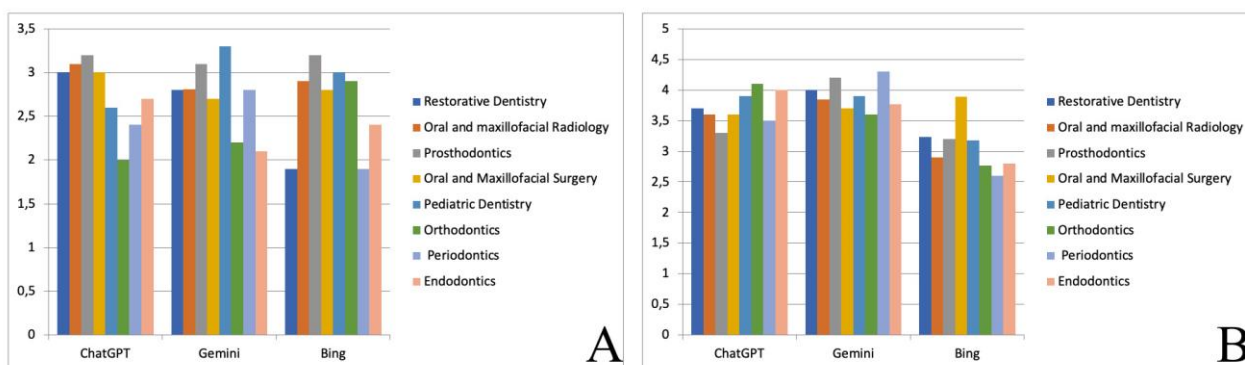 3,5
3
2,5
2
1,5
1
0,5
0
ChatGPT Gemini Bing
Restorative Dentistry
Oral and maxillofacial Radiology
Prosthodontics
Oral and Maxillofacial Surgery
Pediatric Dentistry
Orthodontics
Periodontics
Endodontics
A
5
4,5
4
3,5
3
2,5
2
1,5
1
0,5
0
ChatGPT Gemini Bing
Restorative Dentistry
Oral and maxillofacial Radiology
Prosthodontics
Oral and Maxillofacial Surgery
Pediatric Dentistry
Orthodontics
Periodontics
Endodontics
B